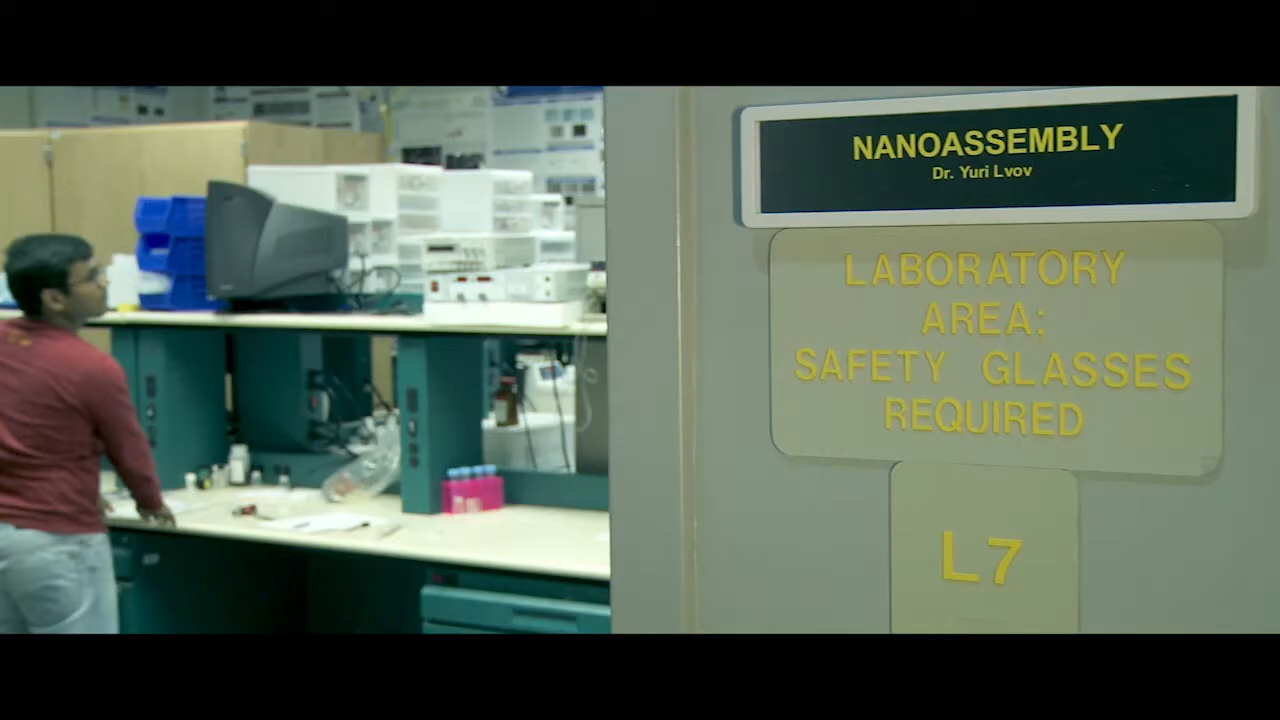 NANOASSEMBLY
Dr. Yuri Lvov
LABORATORY
AREA:
SAFETY GLASSES
REQUIRED
L7